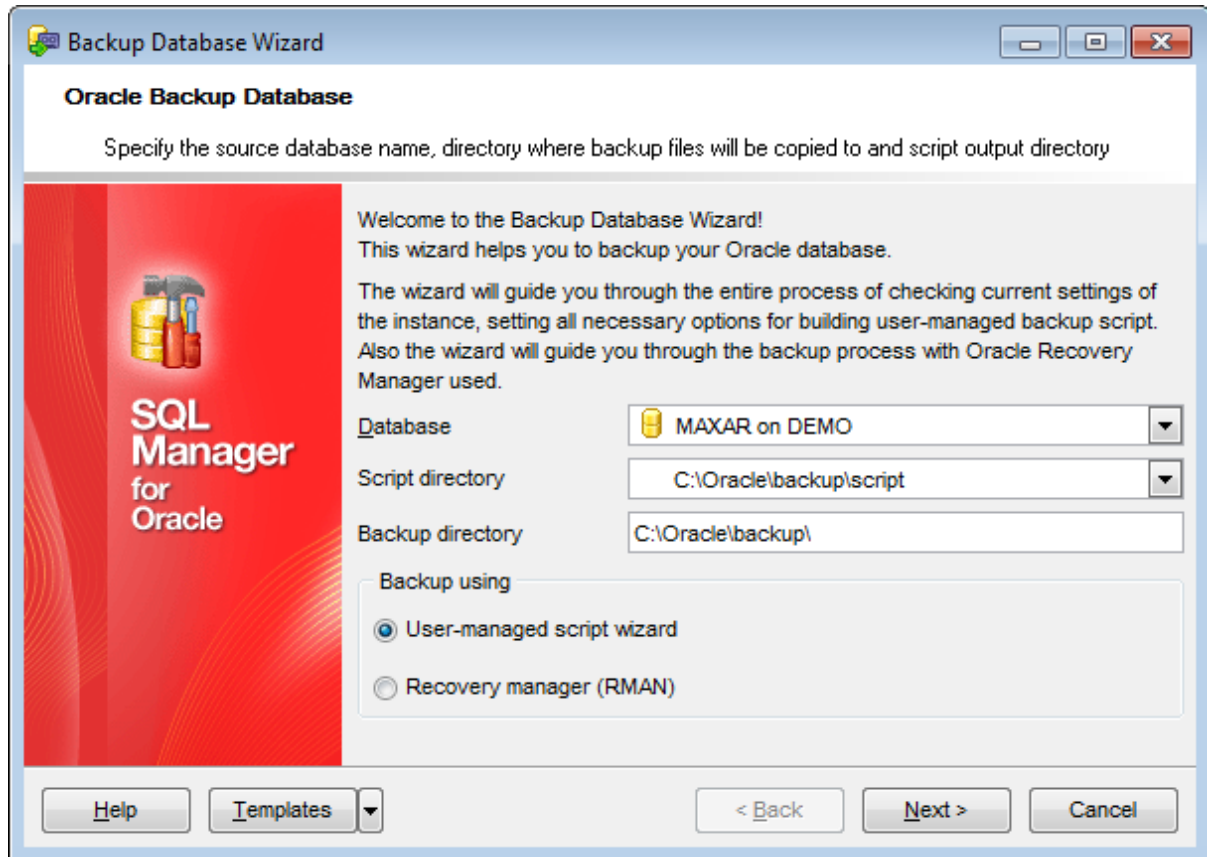 Backup Database Wizard
Oracle Backup Database
Specify the source database name, directory where backup files will be copied to and script output directory
Welcome to the Backup Database Wizard!
This wizard helps you to backup your Oracle database.
The wizard will guide you through the entire process of checking current settings of
the instance, setting all necessary options for building user-managed backup script.
Also the wizard will guide you through the backup process with Oracle Recovery
Manager used.
SQL
Manager
for
Oracle
Database
MAXAR on DEMO
Script directory
C:\Oracle\backup\script
Backup directory
C:\Oracle\backup\
Backup using
User-managed script wizard
Recovery manager (RMAN)
Help
Templates
< Back
Next >
Cancel